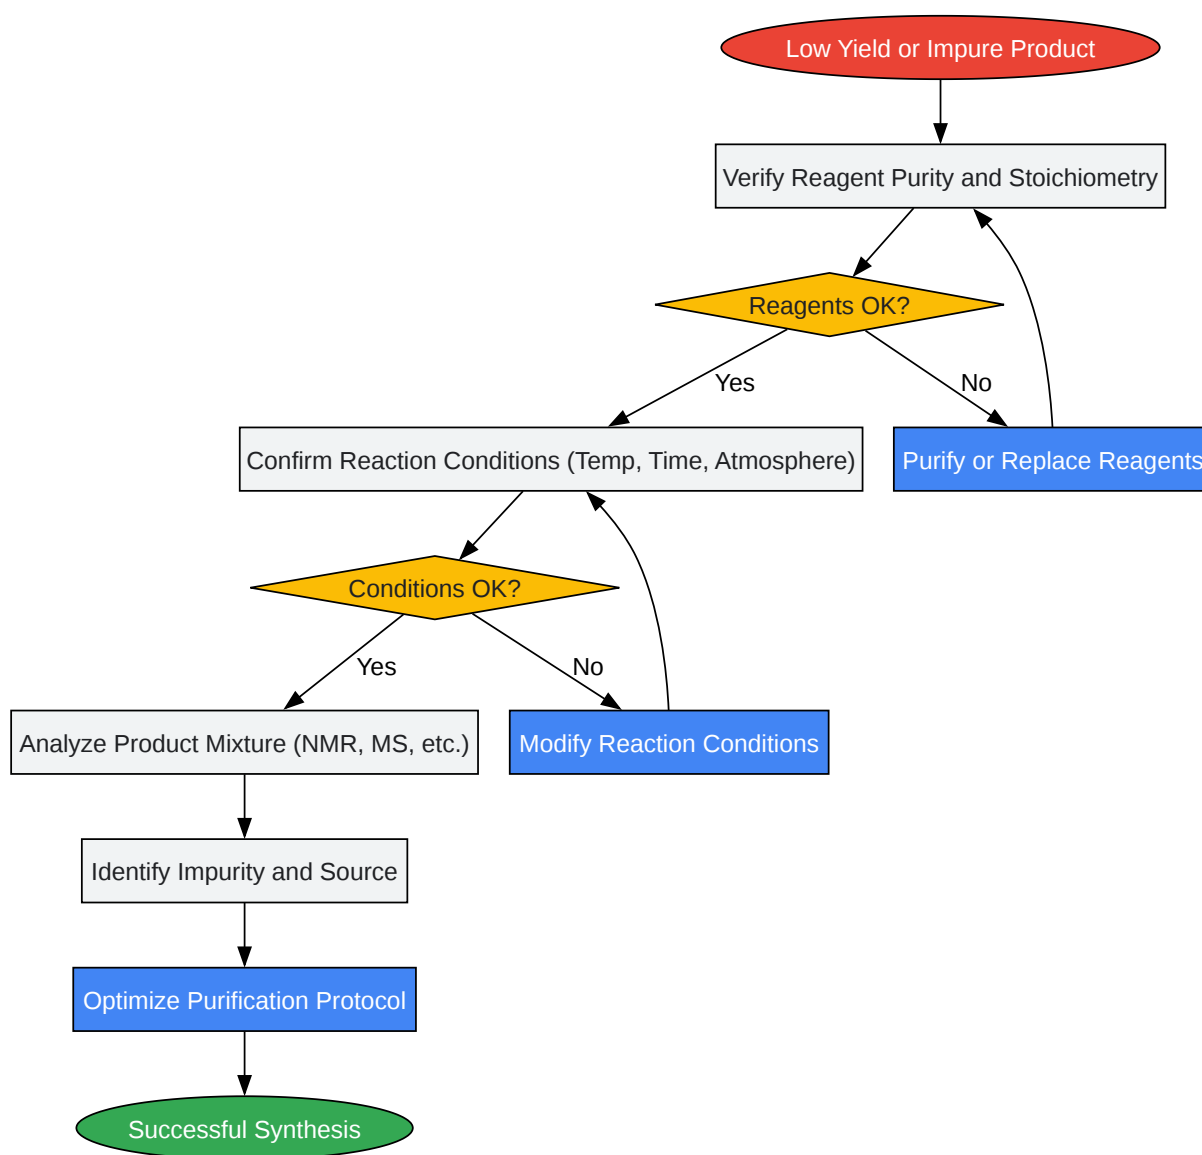 Low Yield or Impure Product
Verify Reagent Purity and Stoichiometry
Reagents OK?
Yes
No
Confirm Reaction Conditions (Temp, Time, Atmosphere)
Purify or Replace Reagents
Conditions OK?
Yes
No
Analyze Product Mixture (NMR, MS, etc.)
Modify Reaction Conditions
Identify Impurity and Source
Optimize Purification Protocol
Successful Synthesis